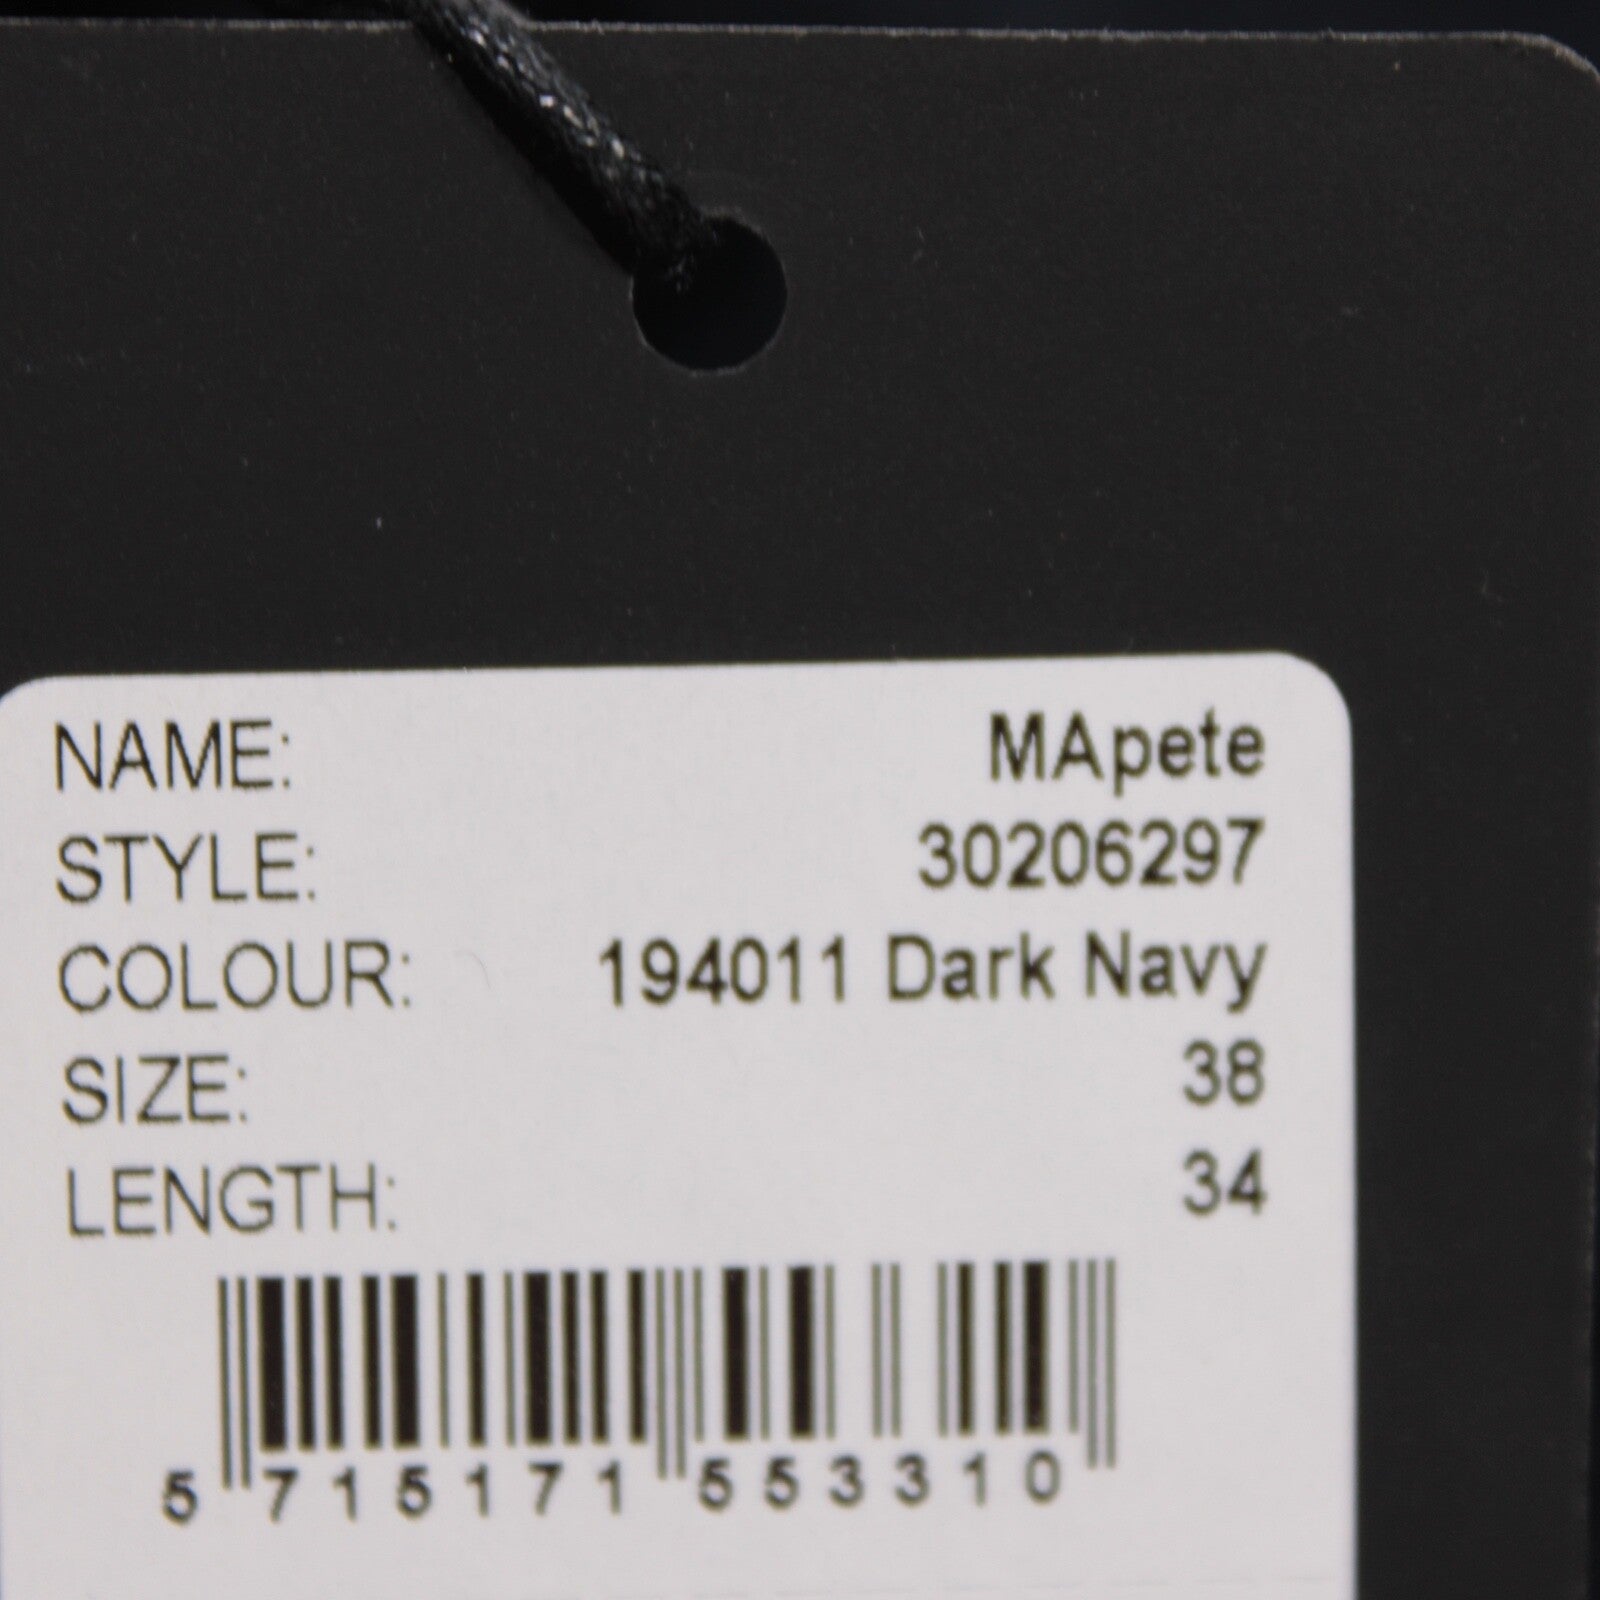 NAME: MApete
STYLE: 30206297
COLOUR: 194011 Dark Navy
SIZE: 38
LENGTH: 34
5 715171 553310